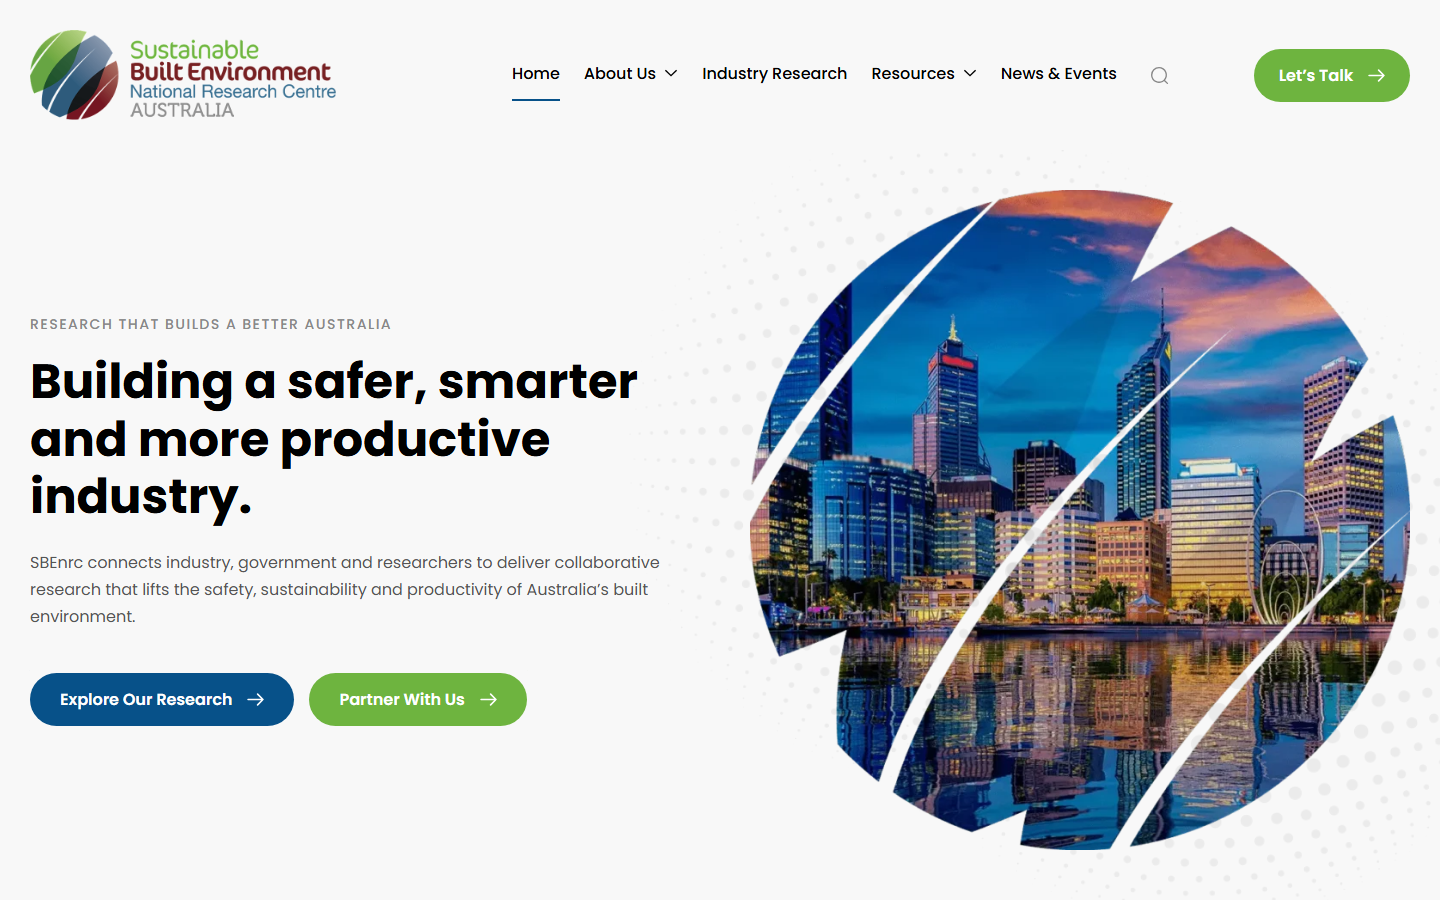 Sustainable
Built Environment
National Research Centre
AUSTRALIA
Home
About Us
Industry Research
Resources
News & Events
Let’s Talk
RESEARCH THAT BUILDS A BETTER AUSTRALIA
Building a safer, smarter
and more productive
industry.
SBEnrc connects industry, government and researchers to deliver collaborative
research that lifts the safety, sustainability and productivity of Australia’s built
environment.
Explore Our Research
Partner With Us